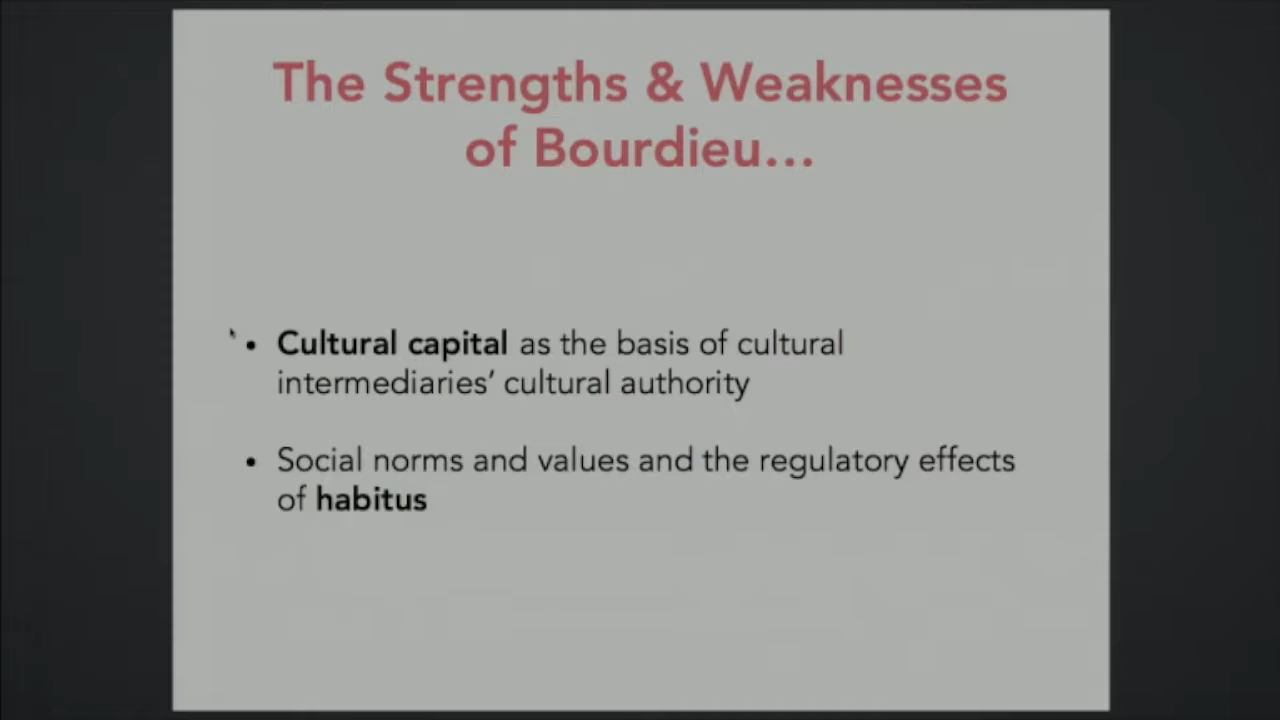 The Strengths & Weaknesses
of Bourdieu…
• Cultural capital as the basis of cultural
intermediaries’ cultural authority
• Social norms and values and the regulatory effects
of habitus